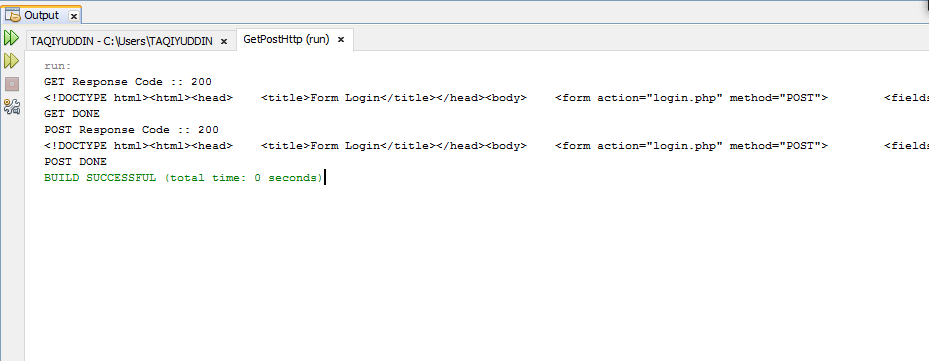 Output
TAQIYUDDIN - C:\Users\TAQIYUDDIN
GetPostHttp (run)
run:
GET Response Code :: 200
<!DOCTYPE html><html><head>    <title>Form Login</title></head><body>    <form action="login.php" method="POST">        <fields
GET DONE
POST Response Code :: 200
<!DOCTYPE html><html><head>    <title>Form Login</title></head><body>    <form action="login.php" method="POST">        <fields
POST DONE
BUILD SUCCESSFUL (total time: 0 seconds)